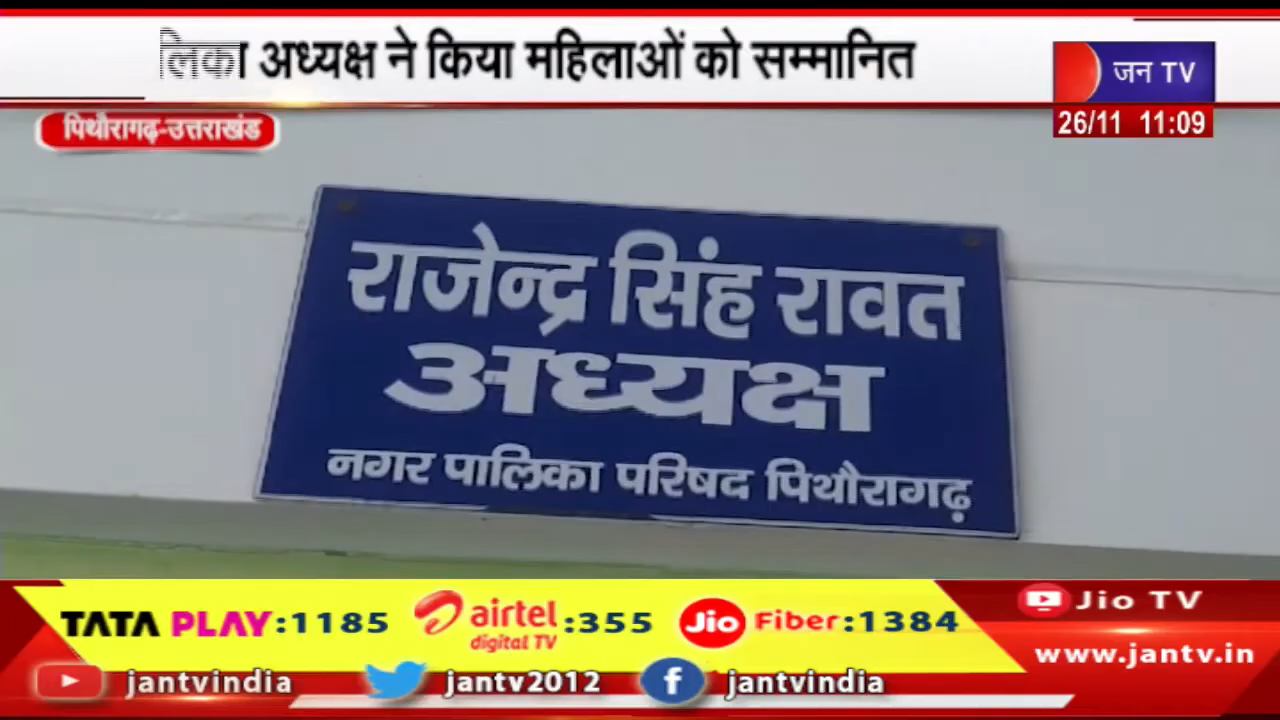 अध्यक्ष ने किया महिलाओं को सम्मानित
जन TV
26/11 11:09
पिथौरागढ़-उत्तराखंड
राजेन्द्र सिंह रावत
अध्यक्ष
नगर पालिका परिषद पिथौरागढ़
TATA PLAY:1185
airtel digital TV:355
Jio Fiber:1384
Jio TV
www.jantv.in
jantvindia
jantv2012
jantvindia